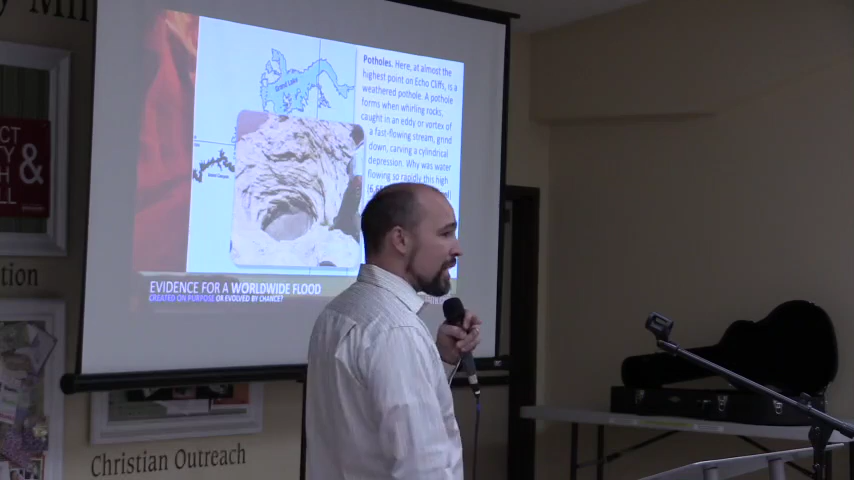 Potholes. Here, at almost the
highest point on Echo Cliffs, is a
weathered pothole. A pothole
forms when whirling rocks,
caught in an eddy or vortex of
a fast-flowing stream, grind
down, carving a cylindrical
depression. Why was water
flowing so rapidly this high
Grand Lake
EVIDENCE FOR A WORLDWIDE FLOOD
CREATED ON PURPOSE OR EVOLVED BY CHANCE?
&
Christian Outreach